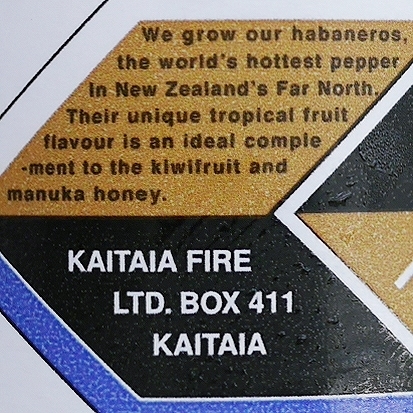 We grow our habaneros,
the world's hottest pepper
In New Zealand's Far North.
Their unique tropical fruit
flavour is an ideal comple
-ment to the kiwifruit and
manuka honey.
KAITAIA FIRE
LTD. BOX 411
KAITAIA